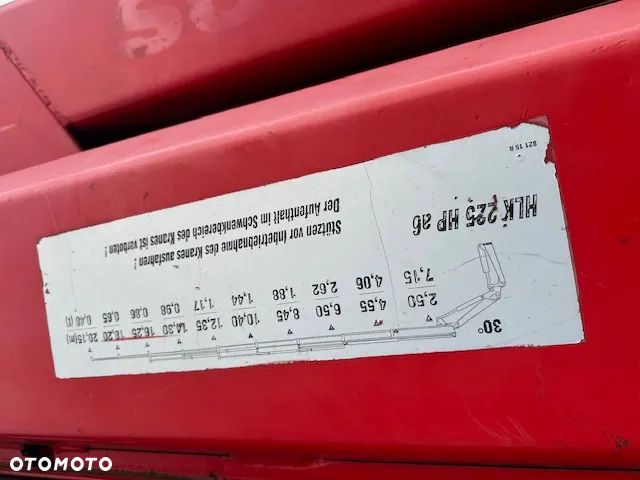 HLK 225 HP a6
821 15 R
Stützen vor Inbetriebnahme des Kranes ausfahren !
Der Aufenthalt im Schwenkbereich des Kranes ist verboten !
30°
2,50 4,55 6,50 8,45 10,40 12,35 14,30 16,25 18,20 20,15(m)
7,15 4,06 2,62 1,88 1,44 1,17 0,98 0,86 0,65 0,48 (t)
OTOMOTO